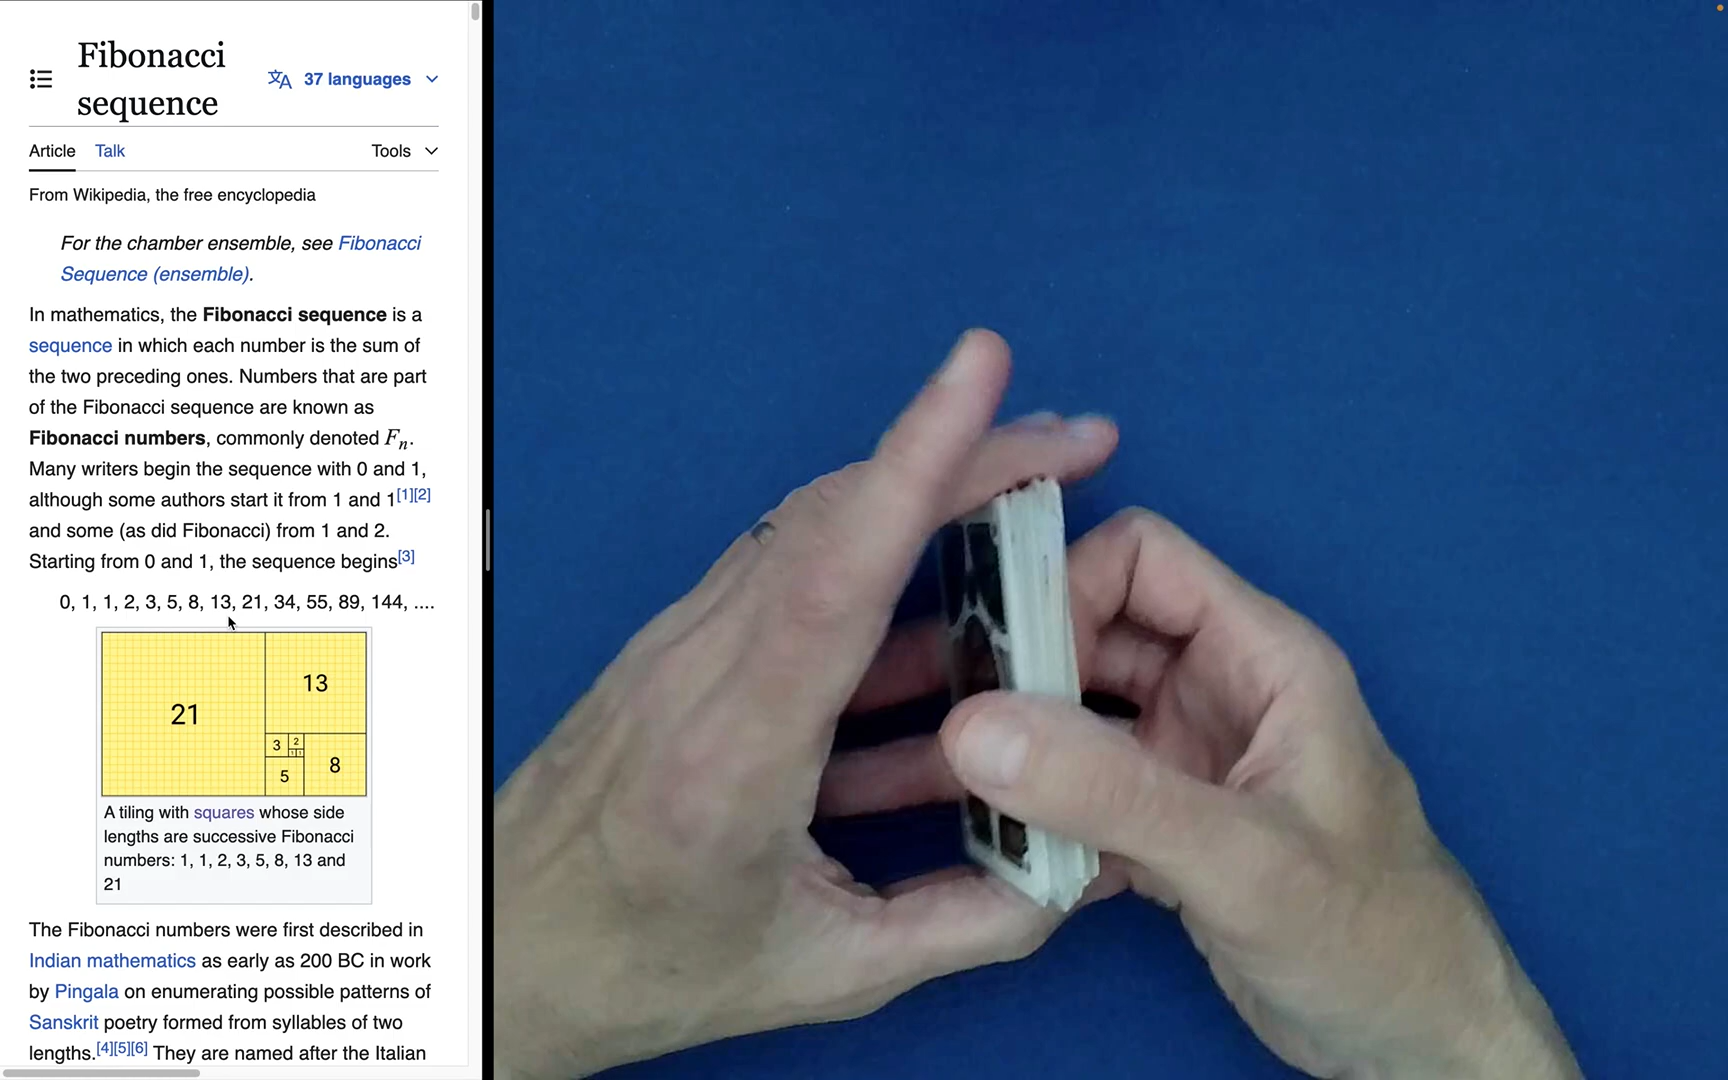 Fibonacci
sequence
37 languages
Article Talk Tools
From Wikipedia, the free encyclopedia
For the chamber ensemble, see Fibonacci
Sequence (ensemble).
In mathematics, the Fibonacci sequence is a
sequence in which each number is the sum of
the two preceding ones. Numbers that are part
of the Fibonacci sequence are known as
Fibonacci numbers, commonly denoted Fn.
Many writers begin the sequence with 0 and 1,
although some authors start it from 1 and 1[1][2]
and some (as did Fibonacci) from 1 and 2.
Starting from 0 and 1, the sequence begins[3]
0, 1, 1, 2, 3, 5, 8, 13, 21, 34, 55, 89, 144, ....
13
21
3 2
1 1
8
5
A tiling with squares whose side
lengths are successive Fibonacci
numbers: 1, 1, 2, 3, 5, 8, 13 and
21
The Fibonacci numbers were first described in
Indian mathematics as early as 200 BC in work
by Pingala on enumerating possible patterns of
Sanskrit poetry formed from syllables of two
lengths.[4][5][6] They are named after the Italian